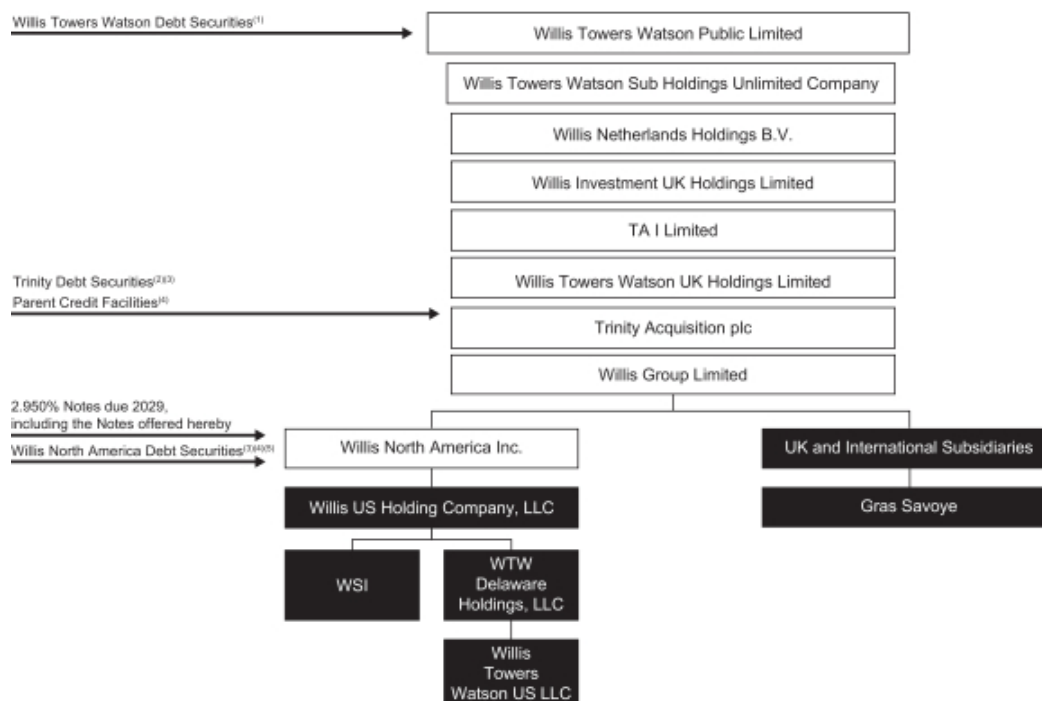 Willis Towers Watson Debt Securities(1)
Willis Towers Watson Public Limited
Willis Towers Watson Sub Holdings Unlimited Company
Willis Netherlands Holdings B.V.
Willis Investment UK Holdings Limited
TA I Limited
Trinity Debt Securities(2)(3)
Willis Towers Watson UK Holdings Limited
Parent Credit Facilities(4)
Trinity Acquisition plc
Willis Group Limited
2.950% Notes due 2029,
including the Notes offered hereby
Willis North America Debt Securities(3)(4)(5)
Willis North America Inc.
UK and International Subsidiaries
Willis US Holding Company, LLC
Gras Savoye
WSI
WTW
Delaware
Holdings, LLC
Willis
Towers
Watson US LLC